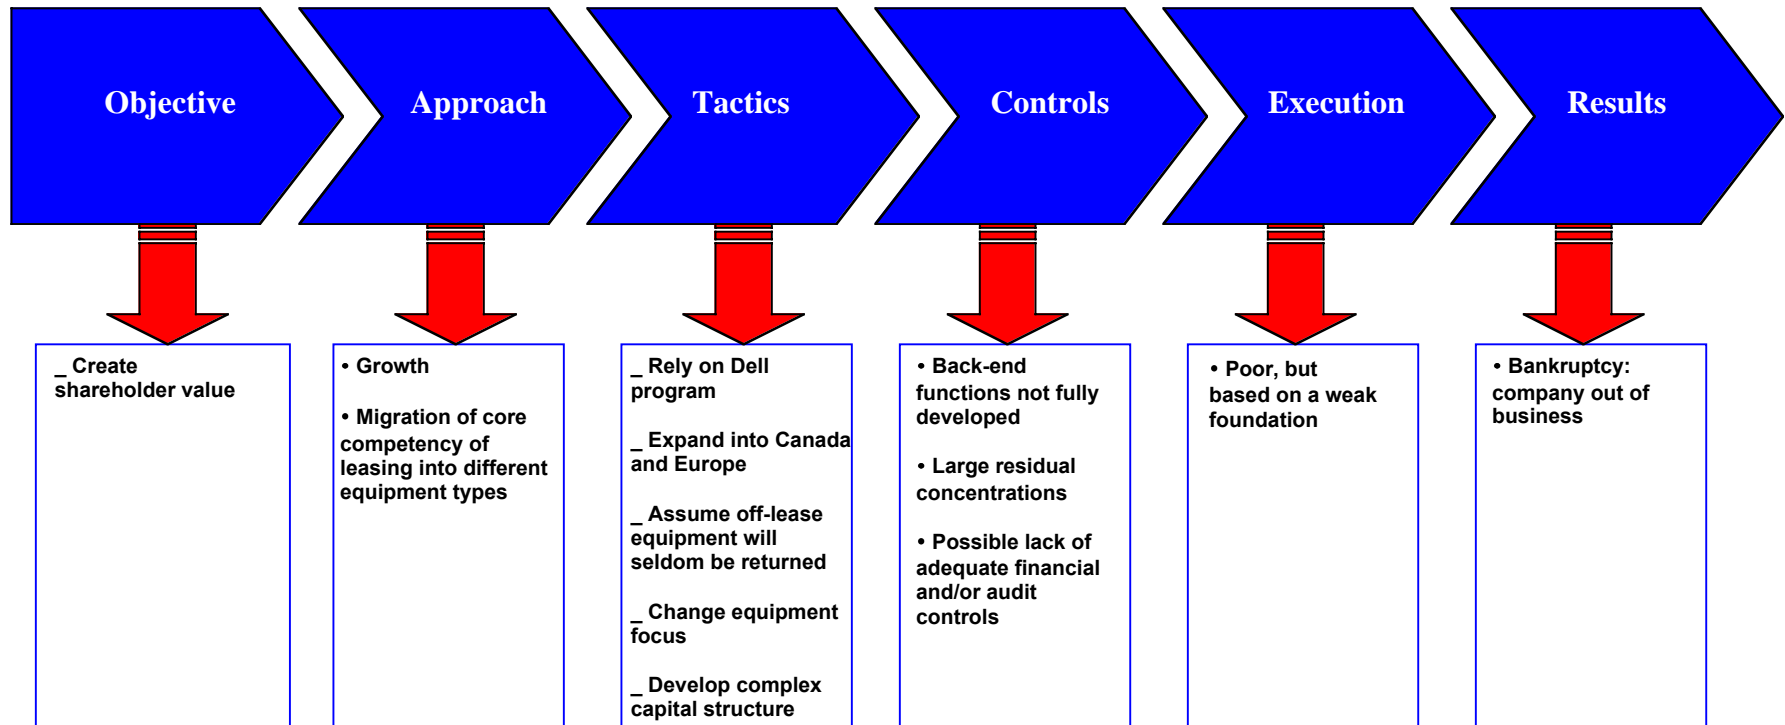 Objective
Approach
Tactics
Controls
Execution
Results
_ Create
shareholder value
• Growth
• Migration of core
competency of
leasing into different
equipment types
_ Rely on Dell
program
_ Expand into Canada
and Europe
_ Assume off-lease
equipment will
seldom be returned
_ Change equipment
focus
_ Develop complex
capital structure
• Back-end
functions not fully
developed
• Large residual
concentrations
• Possible lack of
adequate financial
and/or audit
controls
• Poor, but
based on a weak
foundation
• Bankruptcy:
company out of
business